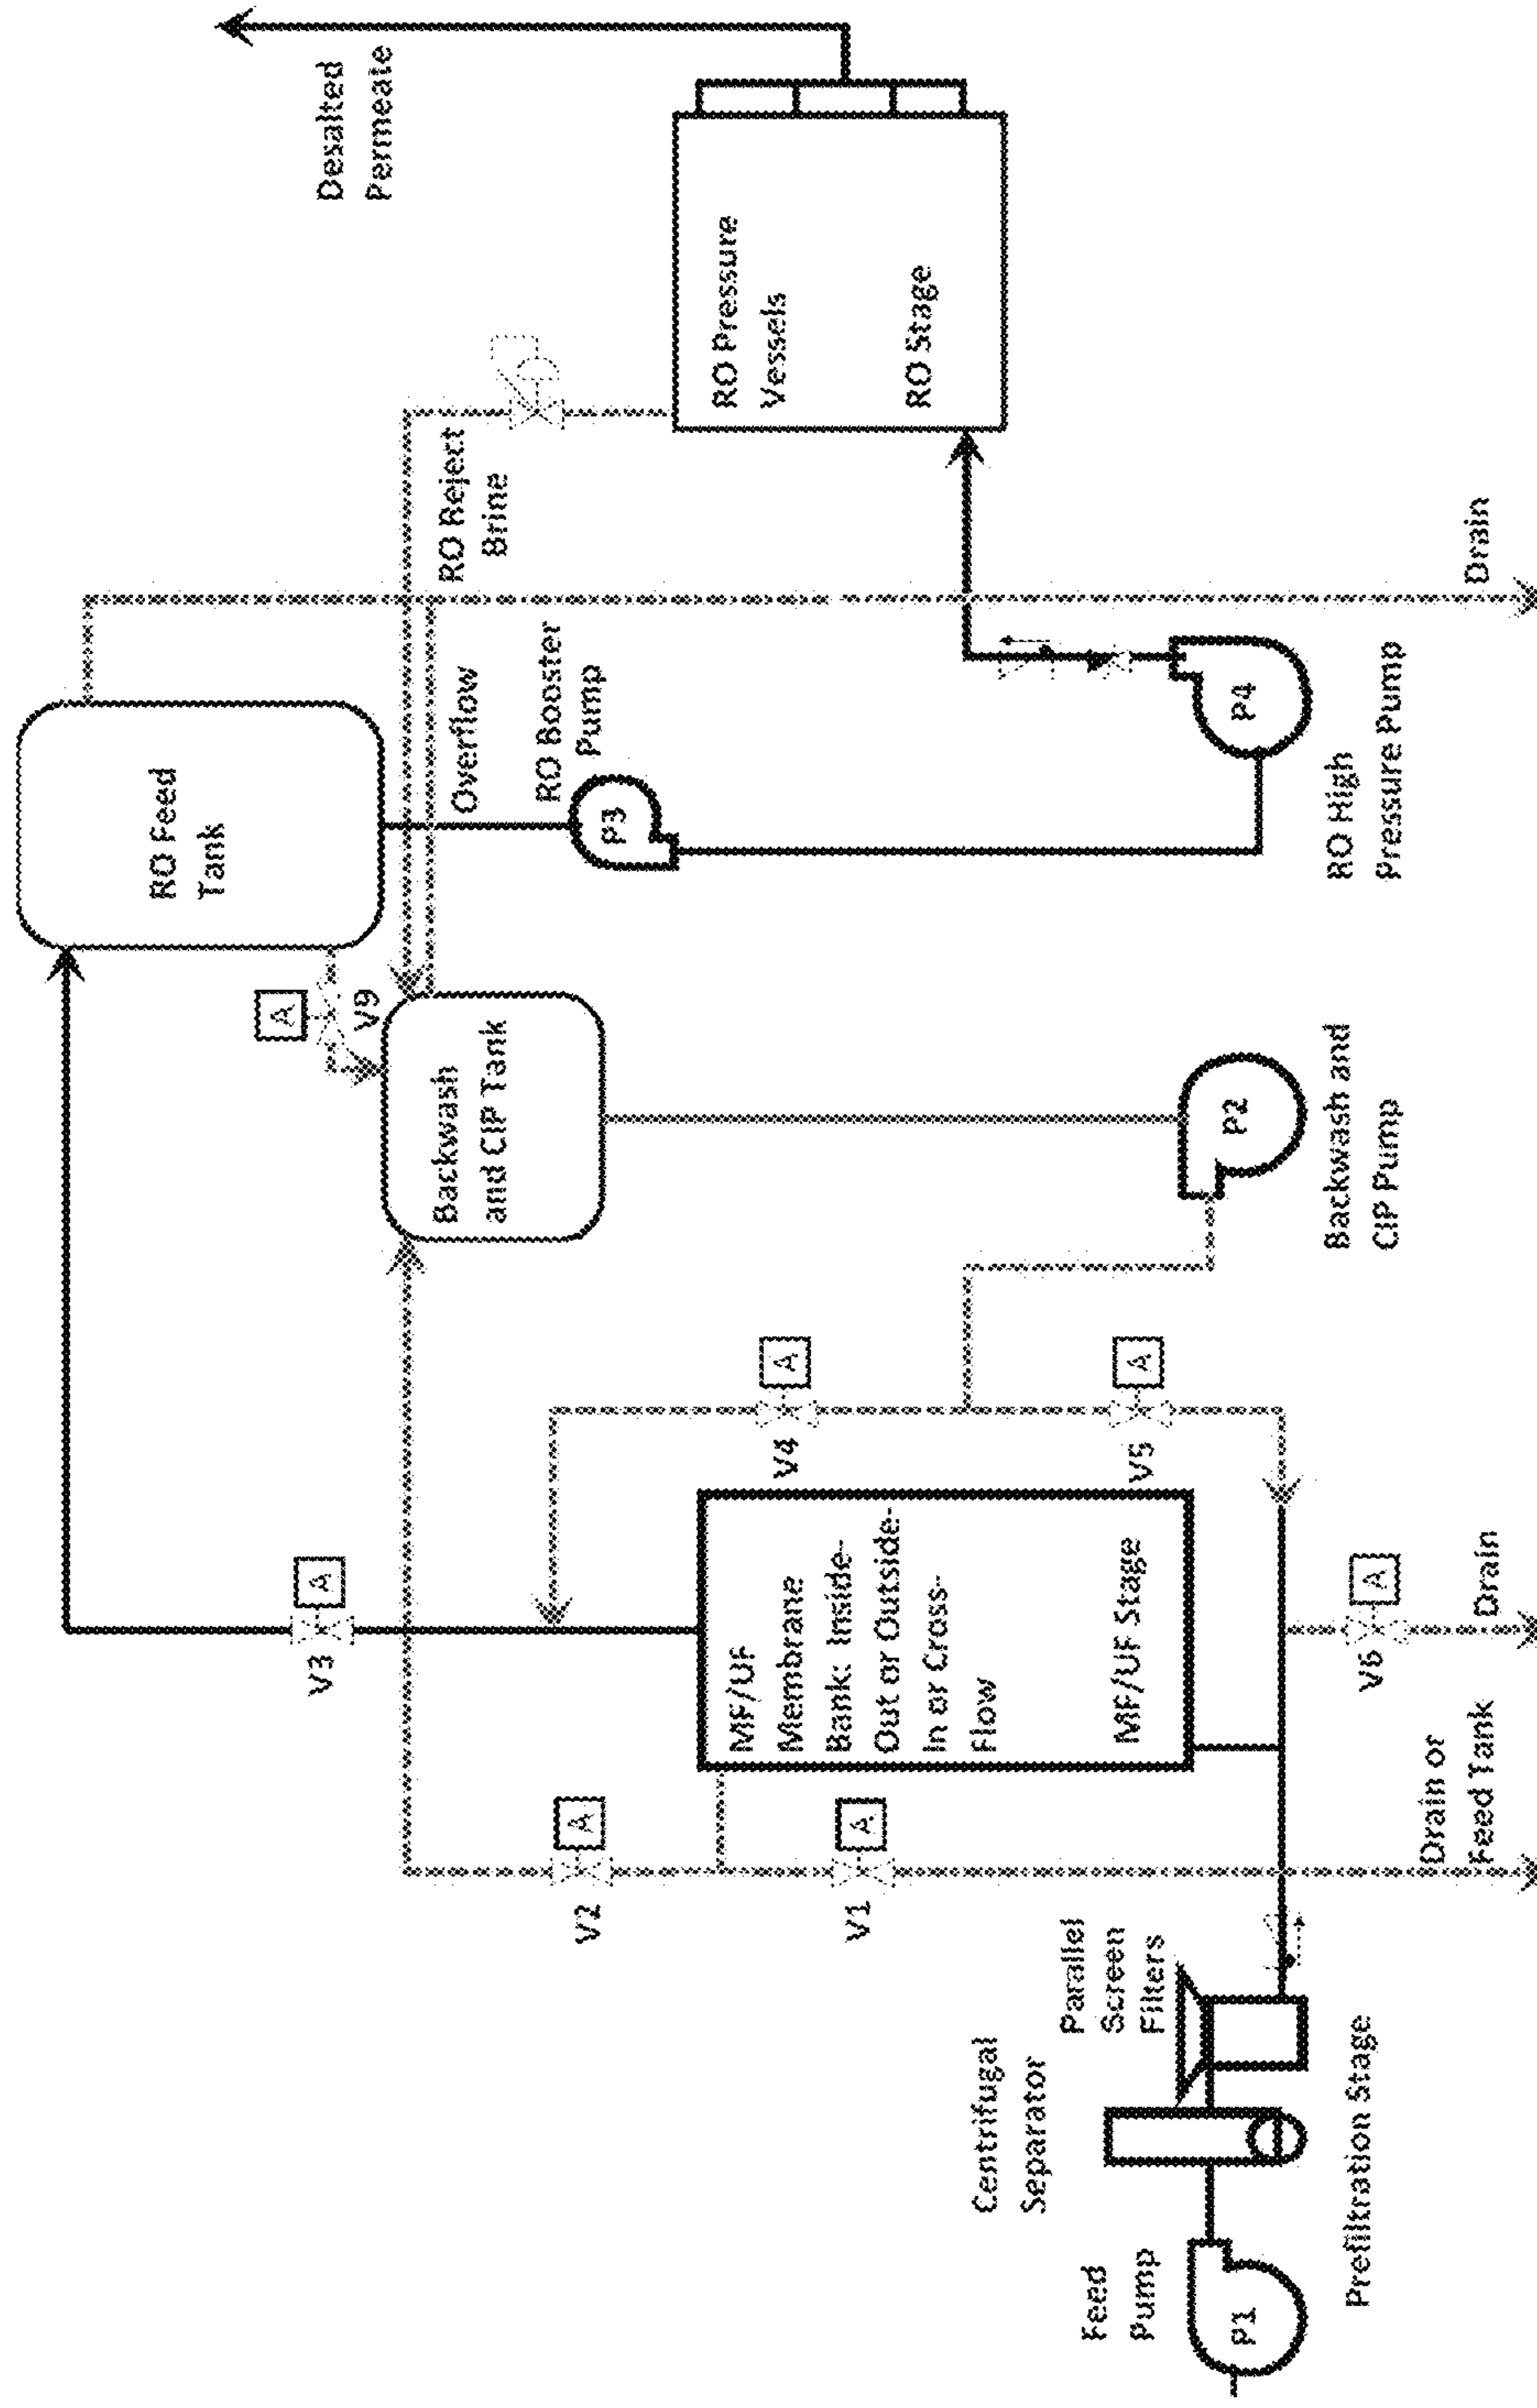 Desalted
Permeate
RO Feed
Tank
A
V9
A
V3
RO Reject
Brine
Overflow
Backwash
and CIP Tank
RO Booster
Pump
P3
A
V2
RO Pressure
Vessels
RO Stage
A
V4
MF/UF
Membrane
Bank: Inside-
Out or Outside-
In or Cross-
Flow
MF/UF Stage
A
V1
A
V5
Centrifugal
Separator
Parallel
Screen
Filters
Feed
Pump
P1
P2
P4
Backwash and
CIP Pump
RO High
Pressure Pump
Prefiltration Stage
A
V6
Drain or
Feed Tank
Drain
Drain